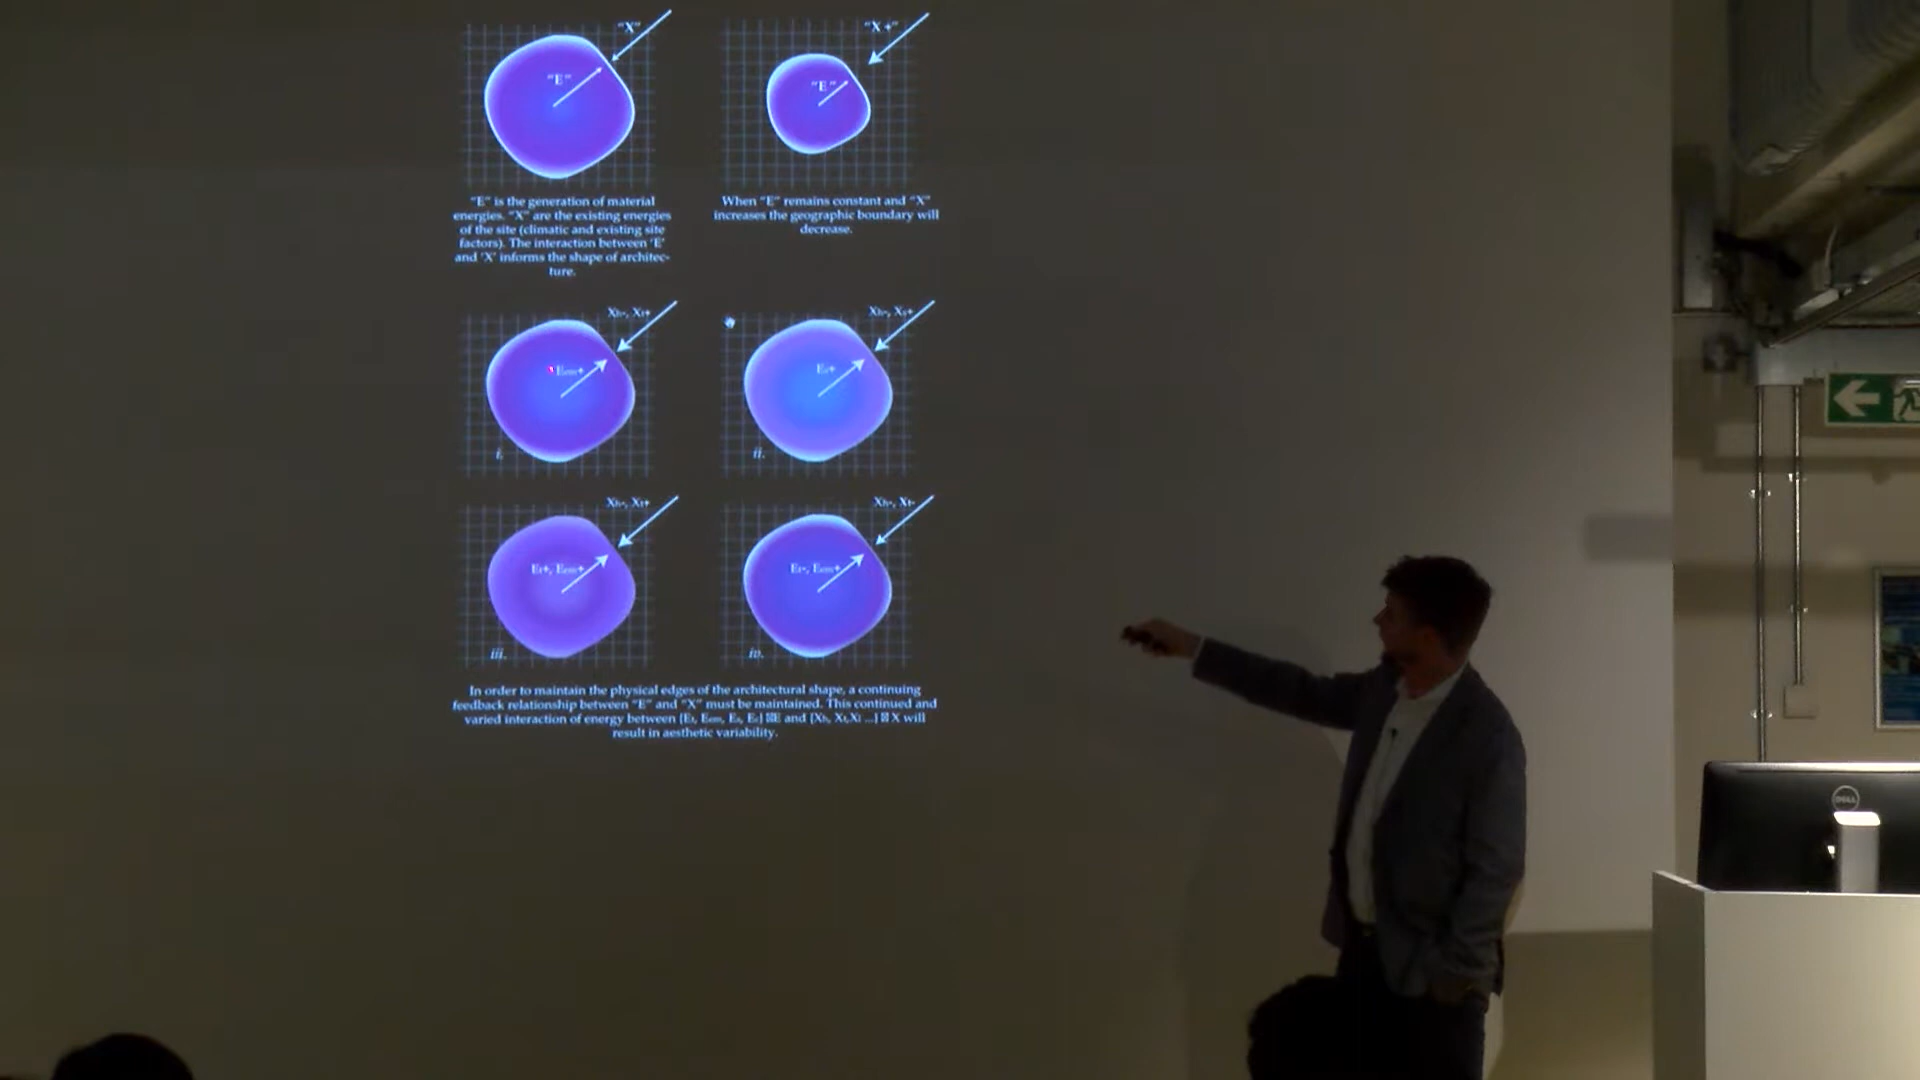 "X"
"E"
"X +"
"E"
"E" is the generation of material
energies. "X" are the existing energies
of the site (climatic and existing site
factors). The interaction between 'E'
and 'X' informs the shape of architec-
ture.
When "E" remains constant and "X"
increases the geographic boundary will
decrease.
i.
ii.
iii.
iv.
In order to maintain the physical edges of the architectural shape, a continuing
feedback relationship between "E" and "X" must be maintained. This continued and
varied interaction of energy between
and
X will
result in aesthetic variability.
DELL